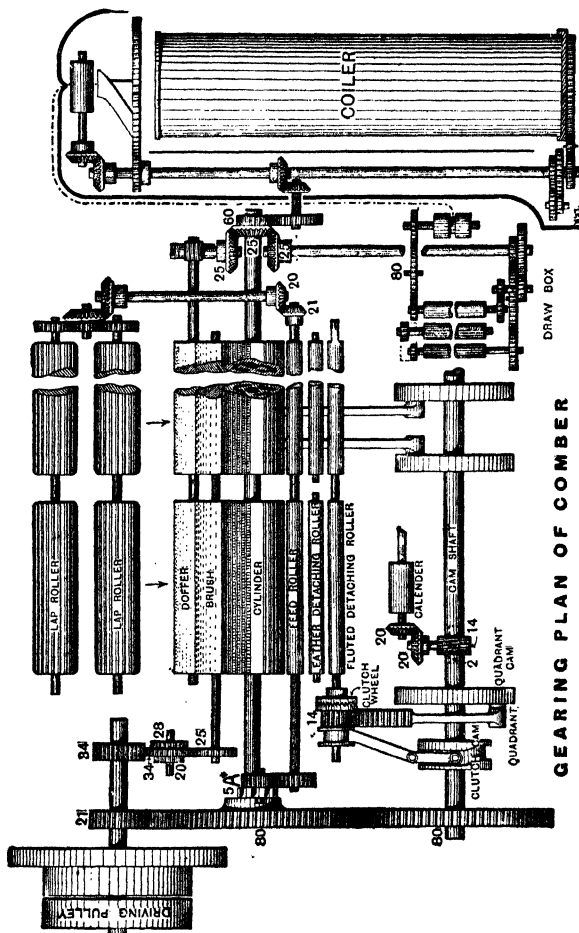 COILER
60
25
25
25
20
21
80
DRAW BOX
LAP ROLLER
LAP ROLLER
DOFFER
BRUSH
CYLINDER
FEED ROLLER
LEATHER DETACHING ROLLER
FLUTED DETACHING ROLLER
CALENDER
CAM SHAFT
20
20
14
2
QUADRANT CAM
CLUTCH WHEEL
14
QUADRANT
CLUTCH CAM
34
28
34
20
25
5
A
21
80
80
DRIVING PULLEY
GEARING PLAN OF COMBER